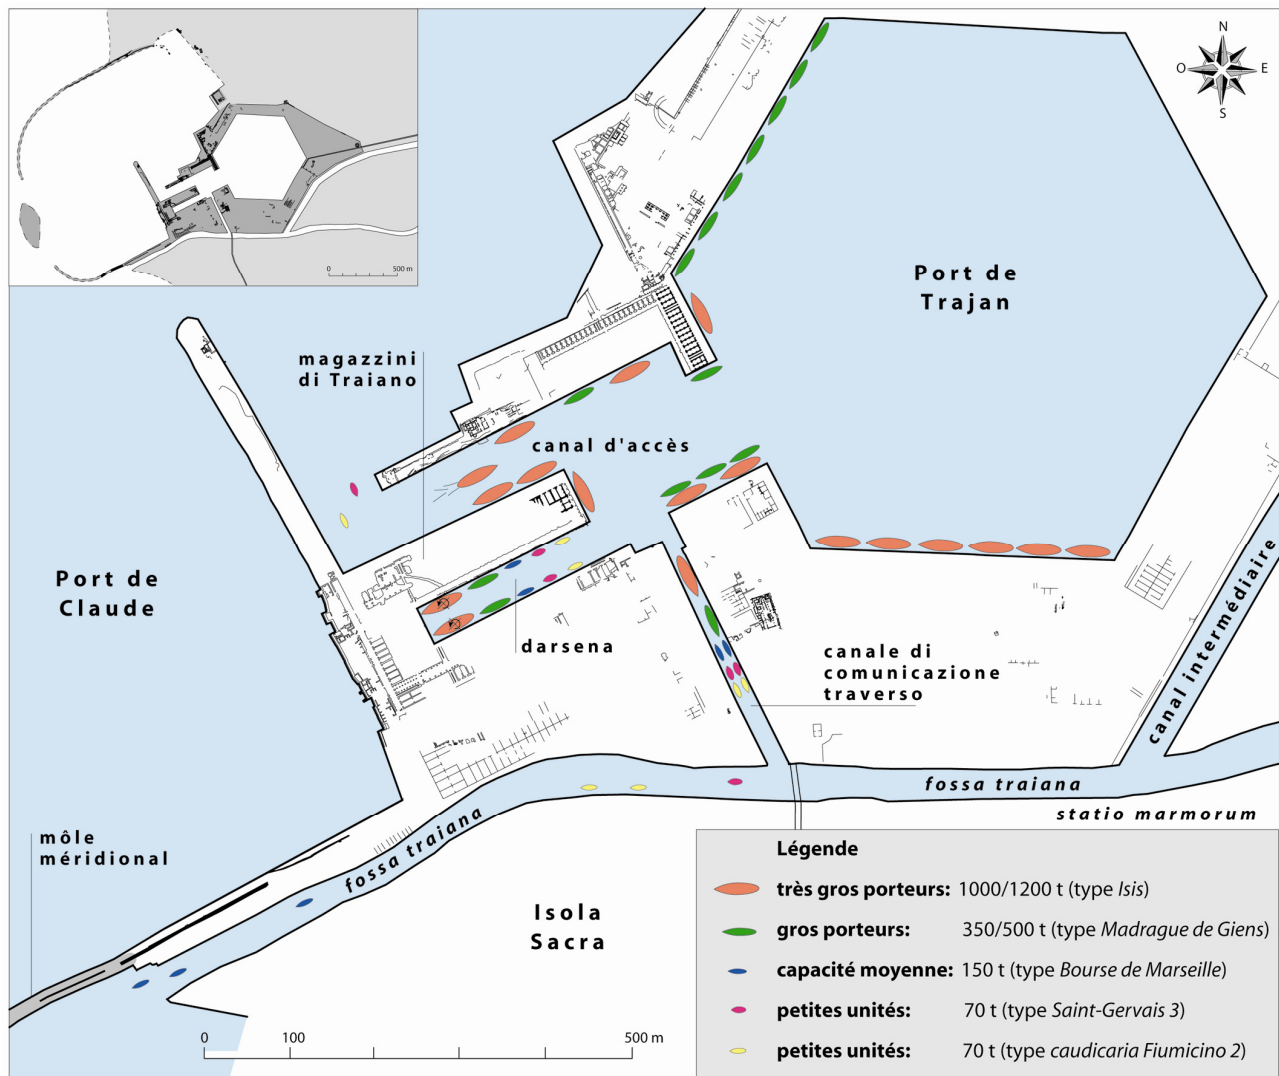 0 500 m
N
O E
S
Port de
Trajan
magazzini
di Traiano
canal d'accès
Port de
Claude
darsena
canale di
comunicazione
traverso
canal intermédiaire
fossa traiana
fossa traiana
statio marmorum
môle
méridional
Isola
Sacra
0 100 500 m
Légende
très gros porteurs: 1000/1200 t (type Isis)
gros porteurs: 350/500 t (type Madrague de Giens)
capacité moyenne: 150 t (type Bourse de Marseille)
petites unités: 70 t (type Saint-Gervais 3)
petites unités: 70 t (type caudicaria Fiumicino 2)